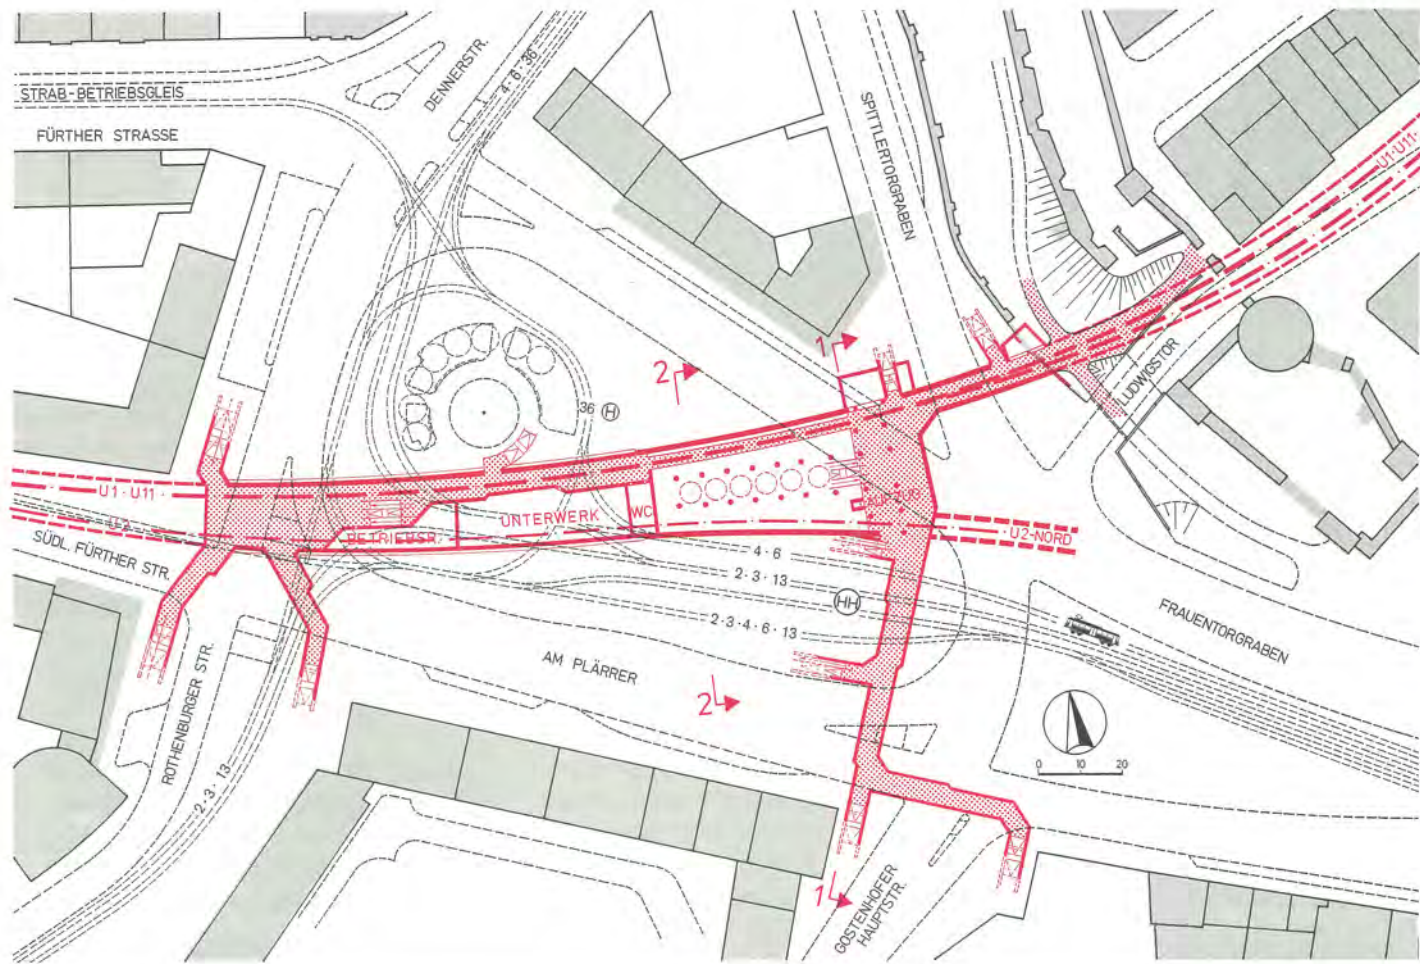 STRAB-BETRIEBSGLEIS
FÜRTHER STRASSE
DENNERSTR.
4·6·36
SPITTLERTORGRABEN
U1·U11·
LUDWIGSTOR
1
2
36 H
U1·U11·
UNTERWERK
WC
BETRIEBSR.
AUFZUG
U2-NORD
SÜDL. FÜRTHER STR.
4·6
2·3·13
HH
2·3·4·6·13
FRAUENTORGRABEN
AM PLÄRRER
ROTHENBURGER STR.
2·3·13
2
0 10 20
1
GOSTENHOFER
HAUPTSTR.